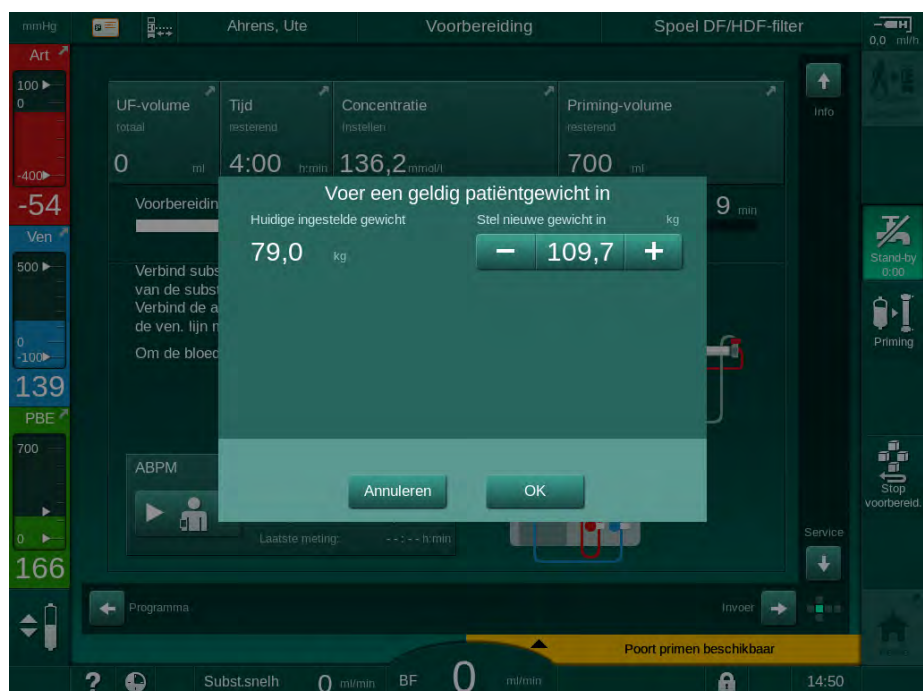 mmHg
Ahrens, Ute
Voorbereiding
Spoel DF/HDF-filter
0,0 ml/h
Art
100
0
-400
-54
Ven
500
0
-100
139
PBE
700
0
166
UF-volume
totaal
0 ml
Tijd
resterend
4:00 h:min
Concentratie
Instellen
136,2 mmol/l
Priming-volume
resterend
700 ml
info
Voorbereidin
9 min
Voer een geldig patiëntgewicht in
Huidige ingestelde gewicht
Stel nieuwe gewicht in kg
79,0 kg
− 109,7 +
Verbind subs
van de subst
Verbind de a
de ven. lijn n
Om de bloed
ABPM
Annuleren
OK
Laatste meting: --:-- h:min
Service
Programma
Invoer
Poort primen beschikbaar
Stand-by
0:00
Priming
Stop
voorbereid.
?
Subst.snelh 0 ml/min
BF 0 ml/min
14:50